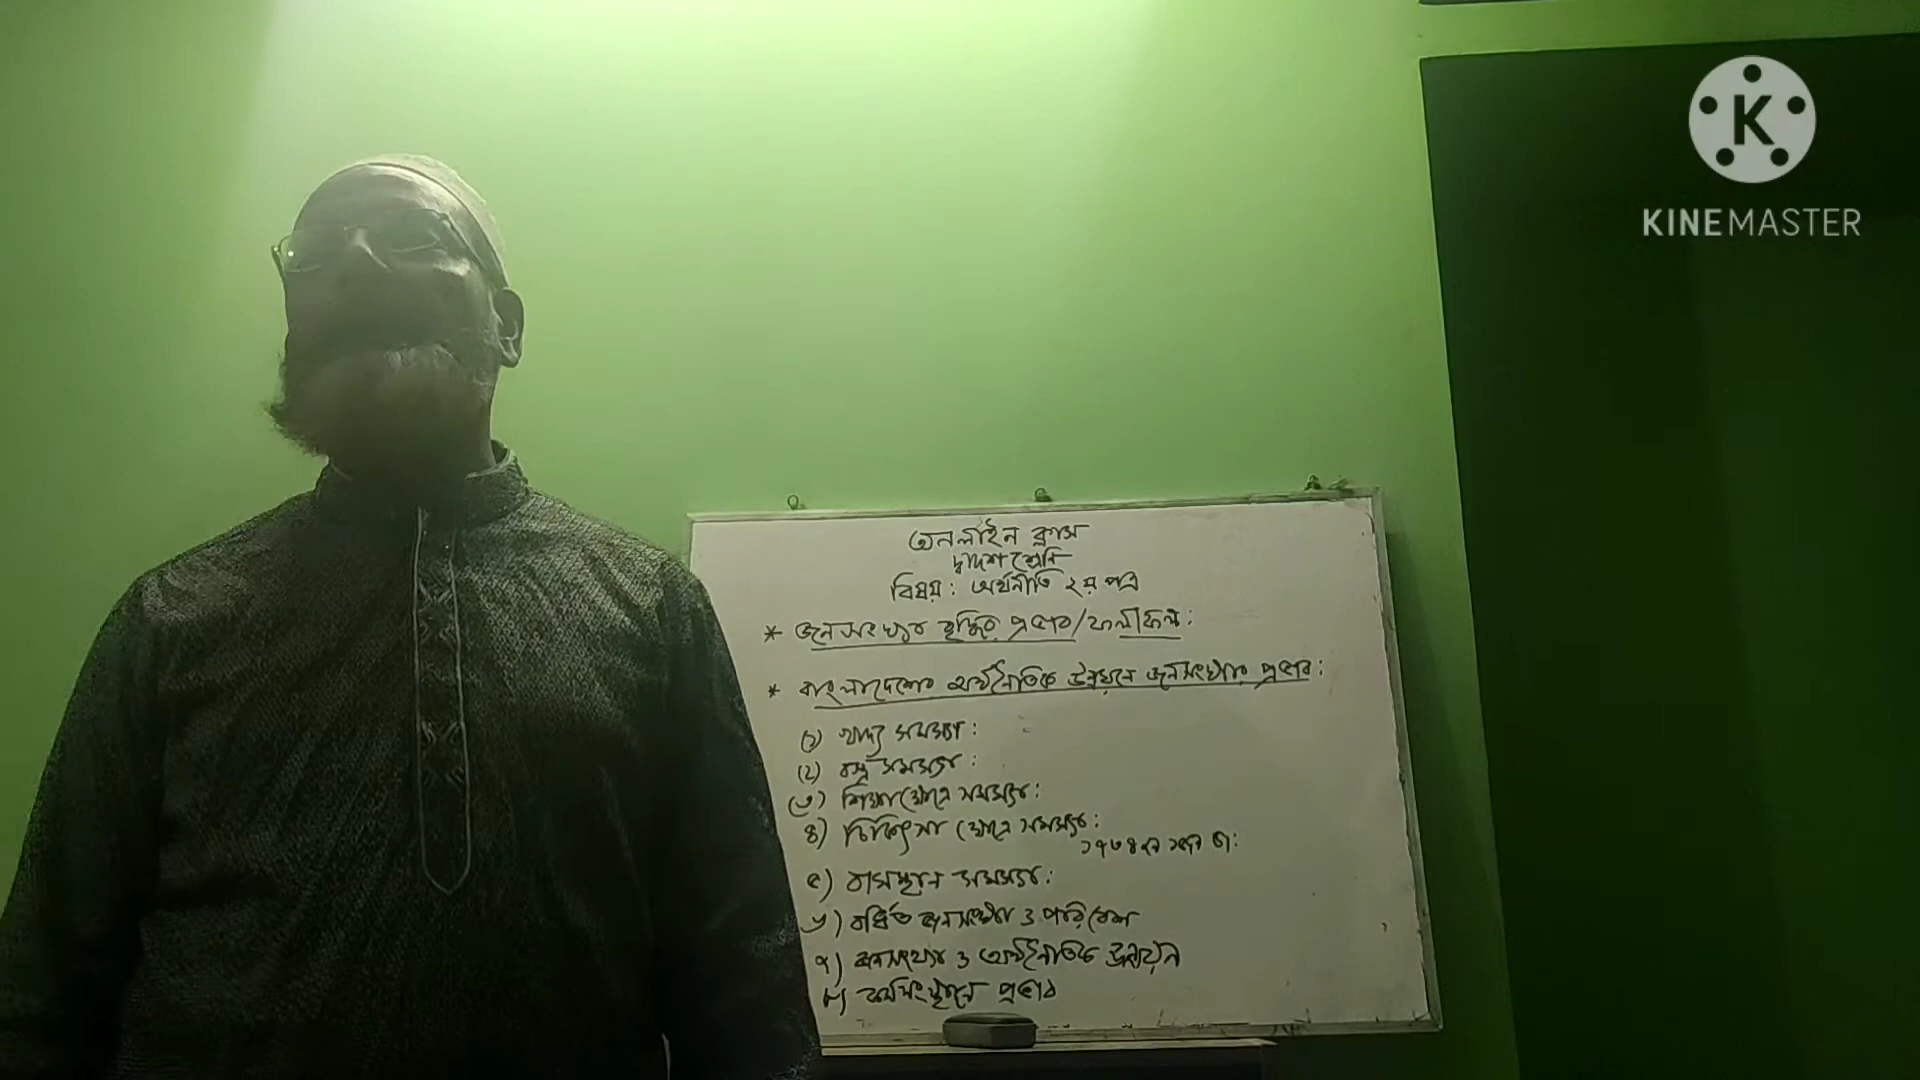 K
KINEMASTER
অনলাইন ক্লাস
দ্বাদশ শ্রেনি
বিষয়: অর্থনীতি ২য় পত্র
* জনসংখ্যা বৃদ্ধির প্রভাব/ফলাফল:
* বাংলাদেশের অর্থনৈতিক উন্নয়নে জনসংখ্যার প্রভাব:
(১) খাদ্য সমস্যা:
(২) বস্ত্র সমস্যা:
(৩) শিক্ষাক্ষেত্রে সমস্যা:
৪) চিকিৎসা ক্ষেত্রে সমস্যা:
১৭৩৪
৫) বাসস্থান সমস্যা:
৬) বর্ধিত জনসংখ্যা ও পরিবেশ
৭) জনসংখ্যা ও অর্থনৈতিক উন্নয়ন
৮) কর্মসংস্থানে প্রভাব